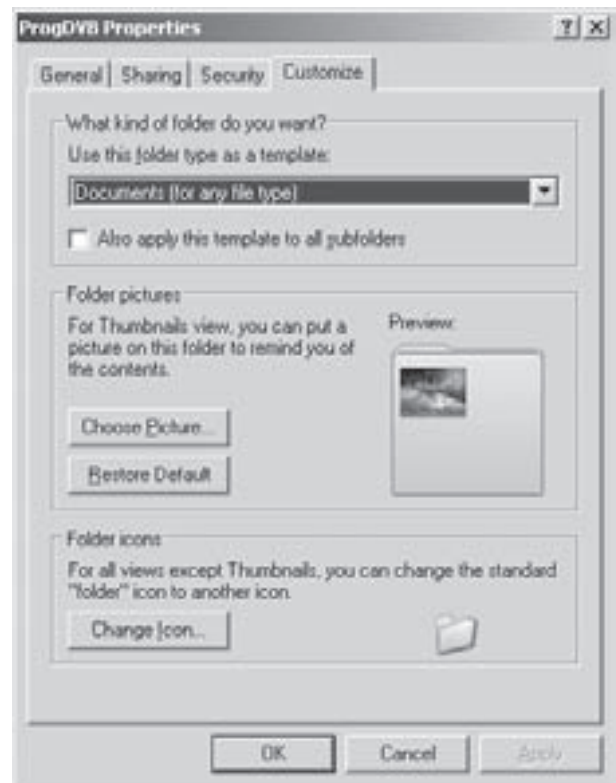 ProgDVB Properties
General
Sharing
Security
Customize
What kind of folder do you want?
Use this folder type as a template:
Documents (for any file type)
Also apply this template to all subfolders
Folder pictures
For Thumbnails view, you can put a
picture on this folder to remind you of
the contents.
Preview:
Choose Picture...
Restore Default
Folder icons
For all views except Thumbnails, you can change the standard
"folder" icon to another icon.
Change Icon...
OK
Cancel
Apply